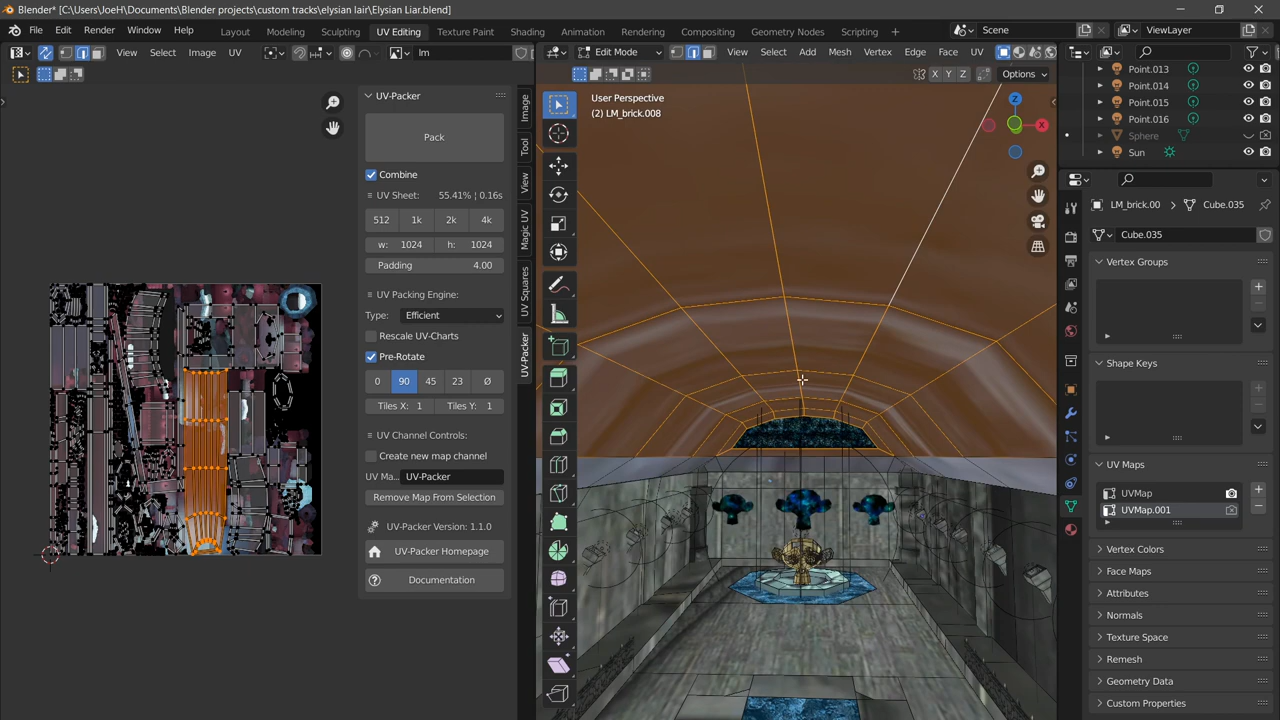 Blender* [C:\Users\JoeH\Documents\Blender projects\custom tracks\elysian lair\Elysian Liar.blend]
File Edit Render Window Help Layout Modeling Sculpting UV Editing Texture Paint Shading Animation Rendering Compositing Geometry Nodes Scripting Scene ViewLayer
View Select Image UV lm
Edit Mode View Select Add Mesh Vertex Edge Face UV
X Y Z Options
UV-Packer
Pack
Combine
UV Sheet: 55.41% ¦ 0.16s
512 1k 2k 4k
w: 1024 h: 1024
Padding 4.00
UV Packing Engine:
Type: Efficient
Rescale UV-Charts
Pre-Rotate
0 90 45 23 Ø
Tiles X: 1 Tiles Y: 1
UV Channel Controls:
Create new map channel
UV Ma... UV-Packer
Remove Map From Selection
UV-Packer Version: 1.1.0
UV-Packer Homepage
Documentation
Image
Tool
View
Magic UV
UV Squares
UV-Packer
User Perspective
(2) LM_brick.008
Z
X
Point.013
Point.014
Point.015
Point.016
Sphere
Sun
LM_brick.00 Cube.035
Cube.035
Vertex Groups
Shape Keys
UV Maps
UVMap
UVMap.001
Vertex Colors
Face Maps
Attributes
Normals
Texture Space
Remesh
Geometry Data
Custom Properties